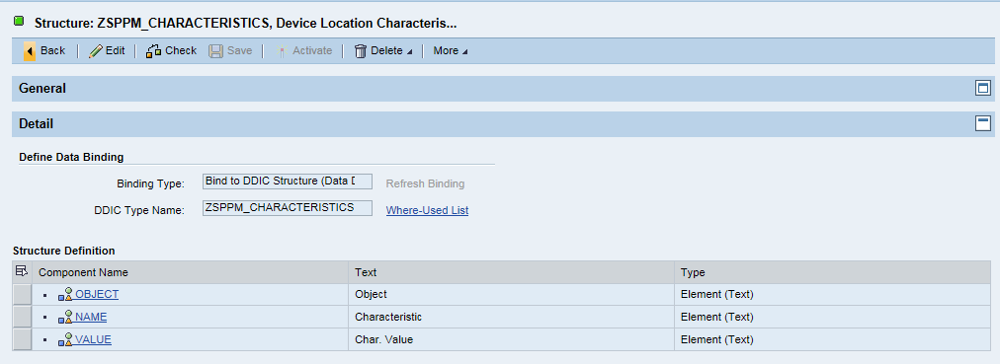 Structure: ZSPPM_CHARACTERISTICS, Device Location Characteris...
Back Edit Check Save Activate Delete More
General
Detail
Define Data Binding
Binding Type: Bind to DDIC Structure (Data D Refresh Binding
DDIC Type Name: ZSPPM_CHARACTERISTICS Where-Used List
Structure Definition
Component Name Text Type
OBJECT Object Element (Text)
NAME Characteristic Element (Text)
VALUE Char. Value Element (Text)